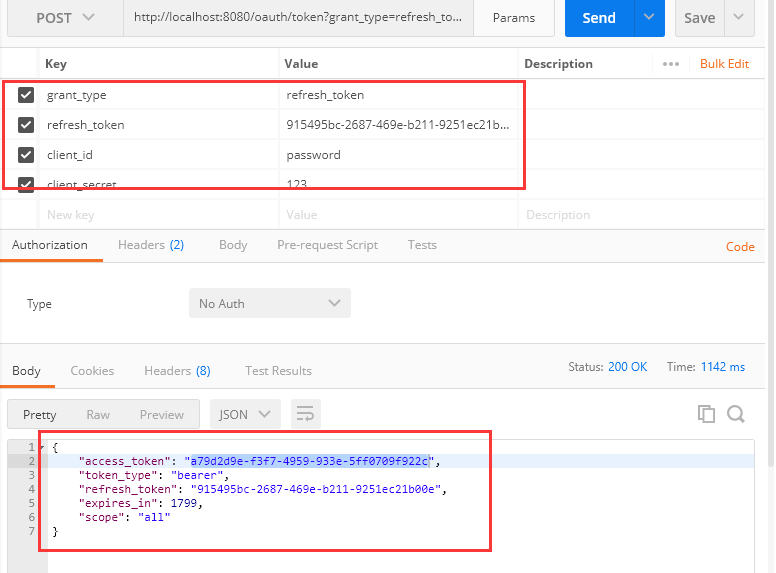 POST http://localhost:8080/oauth/token?grant_type=refresh_to... Params Send Save
Key Value Description ••• Bulk Edit
grant_type refresh_token
refresh_token 915495bc-2687-469e-b211-9251ec21b...
client_id password
client_secret 123
New key Value Description
Authorization Headers (2) Body Pre-request Script Tests Code
Type No Auth
Body Cookies Headers (8) Test Results Status: 200 OK Time: 1142 ms
Pretty Raw Preview JSON
1 {
2 "access_token": "a79d2d9e-f3f7-4959-933e-5ff0709f922c",
3 "token_type": "bearer",
4 "refresh_token": "915495bc-2687-469e-b211-9251ec21b00e",
5 "expires_in": 1799,
6 "scope": "all"
7 }